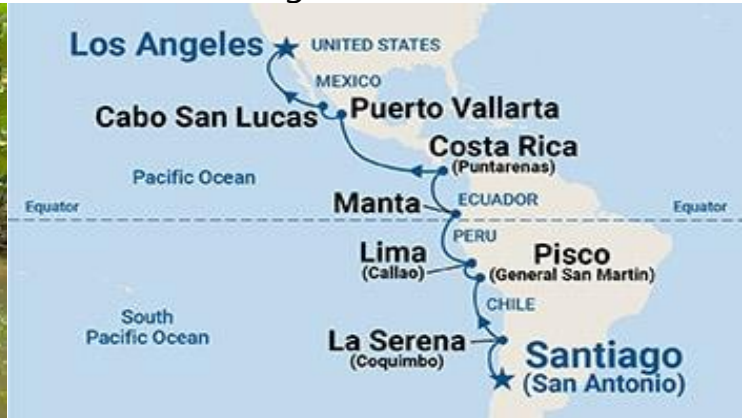 Los Angeles
UNITED STATES
MEXICO
Cabo San Lucas
Puerto Vallarta
Costa Rica
(Puntarenas)
Pacific Ocean
Equator
Manta
ECUADOR
Equator
PERU
Lima
(Callao)
Pisco
(General San Martin)
CHILE
South
Pacific Ocean
La Serena
(Coquimbo)
Santiago
(San Antonio)